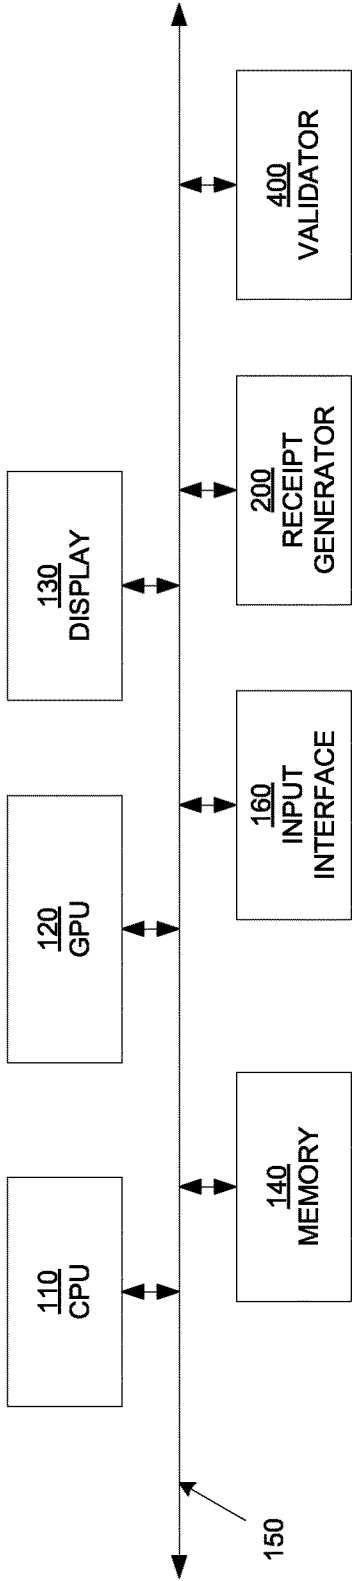 110
CPU
120
GPU
130
DISPLAY
150
140
MEMORY
160
INPUT
INTERFACE
200
RECEIPT
GENERATOR
400
VALIDATOR